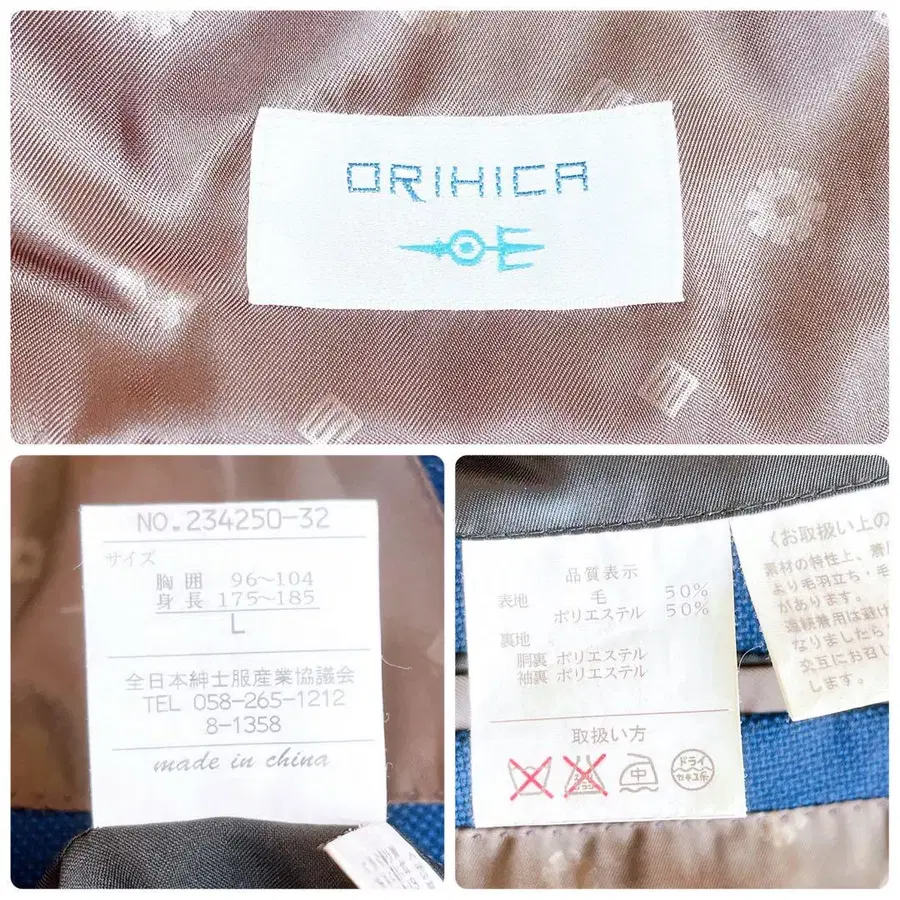 ORIHICA
NO.234250-32
サイズ
胸囲 96～104
身長 175～185
L
全日本紳士服産業協議会
TEL 058-265-1212
8-1358
made in china
品質表示
表地 毛 50%
ポリエステル 50%
裏地
胴裏 ポリエステル
袖裏 ポリエステル
取扱い方
中
ドライ
セキユ系
〈お取扱い上の
素材の特性上、着用
より毛羽立ち・毛
があります。
連続着用は避け
なりましたら
交互にお召し
します。